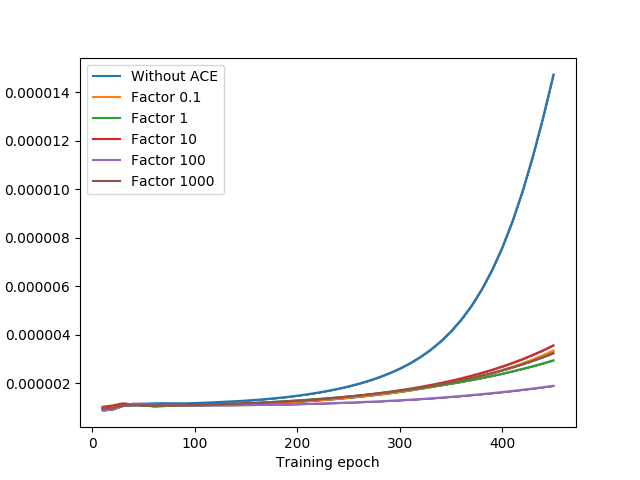 Without ACE
Factor 0.1
Factor 1
Factor 10
Factor 100
Factor 1000
0.000014
0.000012
0.000010
0.000008
0.000006
0.000004
0.000002
0 100 200 300 400
Training epoch